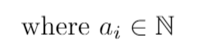 where $a_i \in \mathbb{N}$